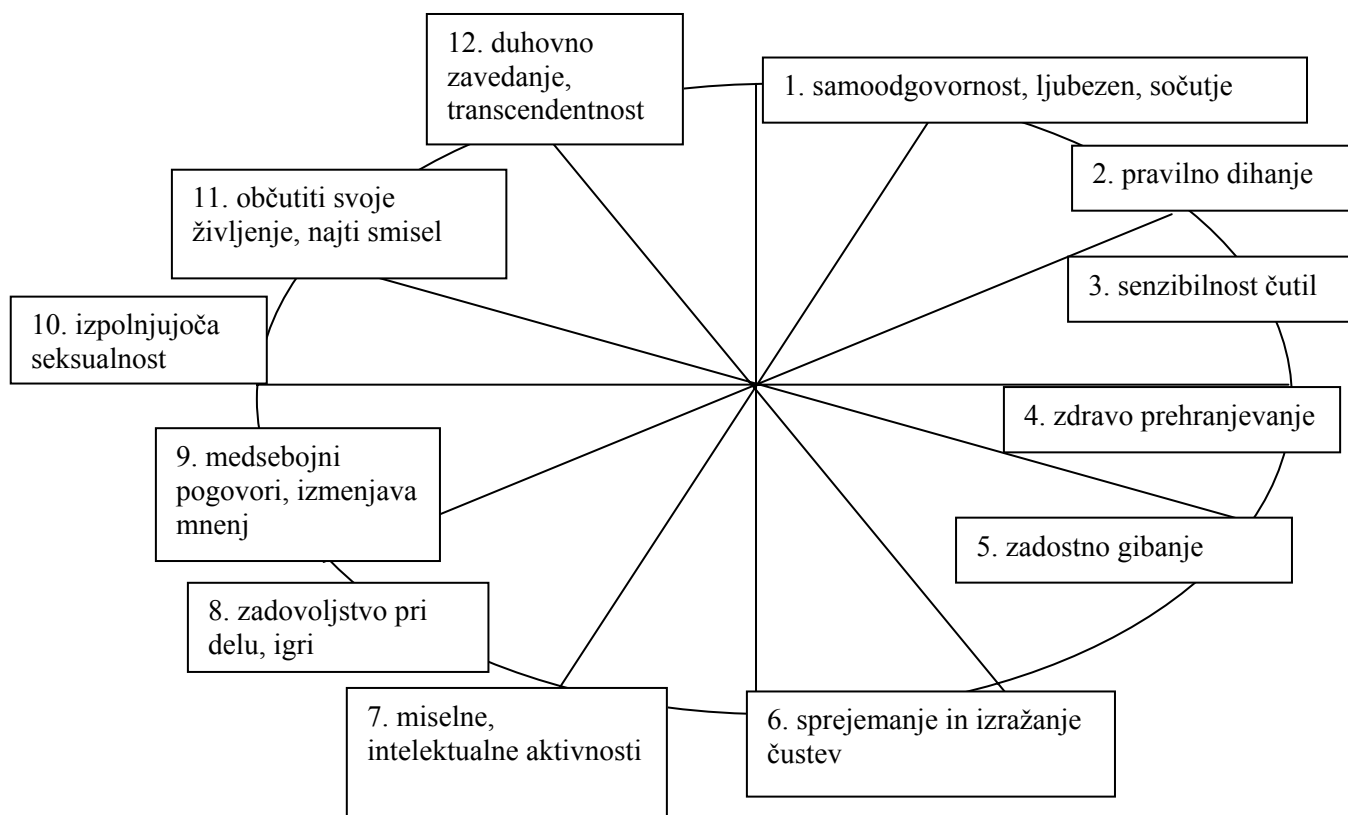 12. duhovno
zavedanje,
transcendentnost
1. samoodgovornost, ljubezen, sočutje
2. pravilno dihanje
3. senzibilnost čutil
4. zdravo prehranjevanje
5. zadostno gibanje
6. sprejemanje in izražanje
čustev
7. miselne,
intelektualne aktivnosti
8. zadovoljstvo pri
delu, igri
9. medsebojni
pogovori, izmenjava
mnenj
10. izpolnjujoča
seksualnost
11. občutiti svoje
življenje, najti smisel